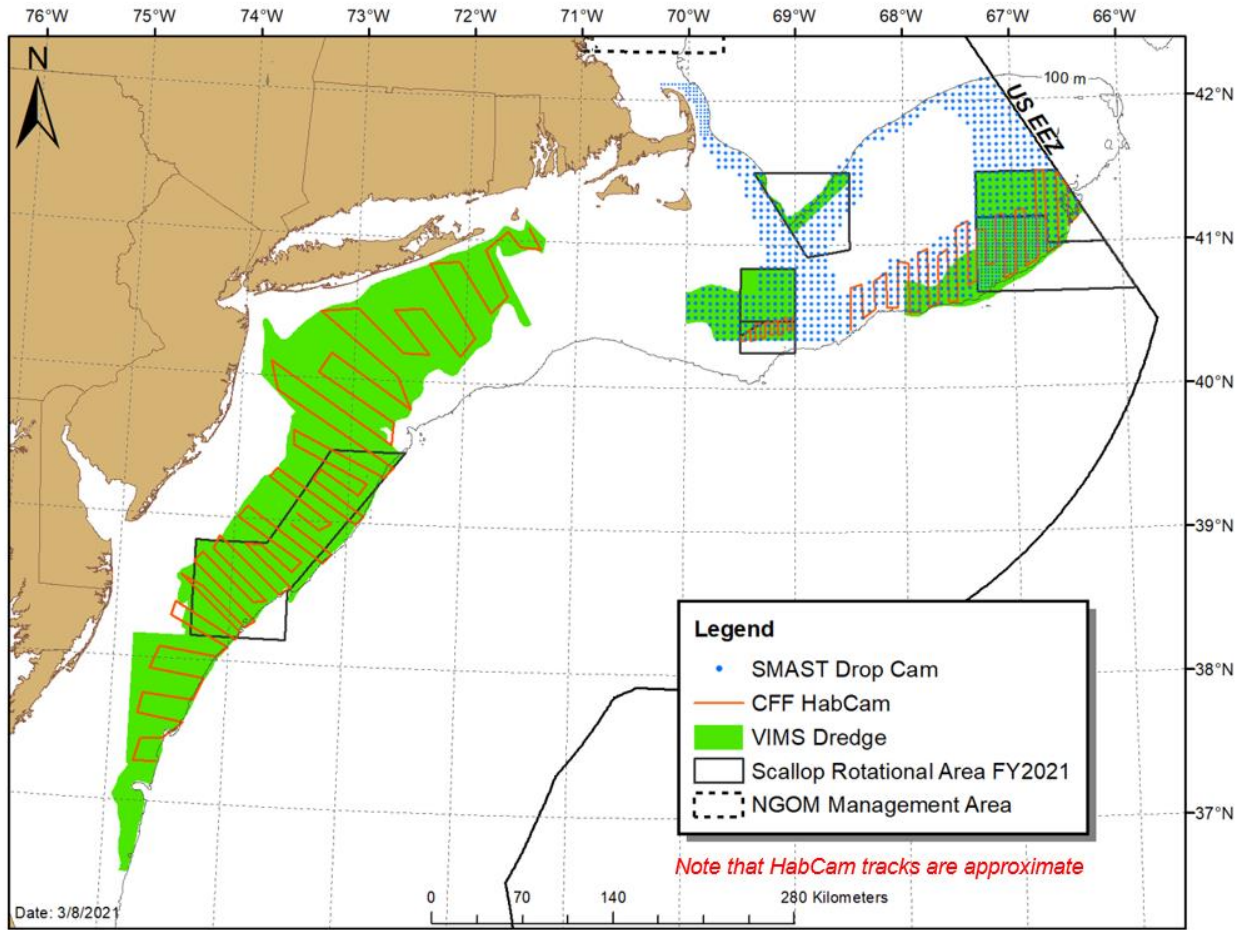 76°W 75°W 74°W 73°W 72°W 71°W 70°W 69°W 68°W 67°W 66°W
N
100 m
US EEZ
42°N
41°N
40°N
39°N
38°N
37°N
Legend
SMAST Drop Cam
CFF HabCam
VIMS Dredge
Scallop Rotational Area FY2021
NGOM Management Area
Note that HabCam tracks are approximate
0 70 140 280 Kilometers
Date: 3/8/2021